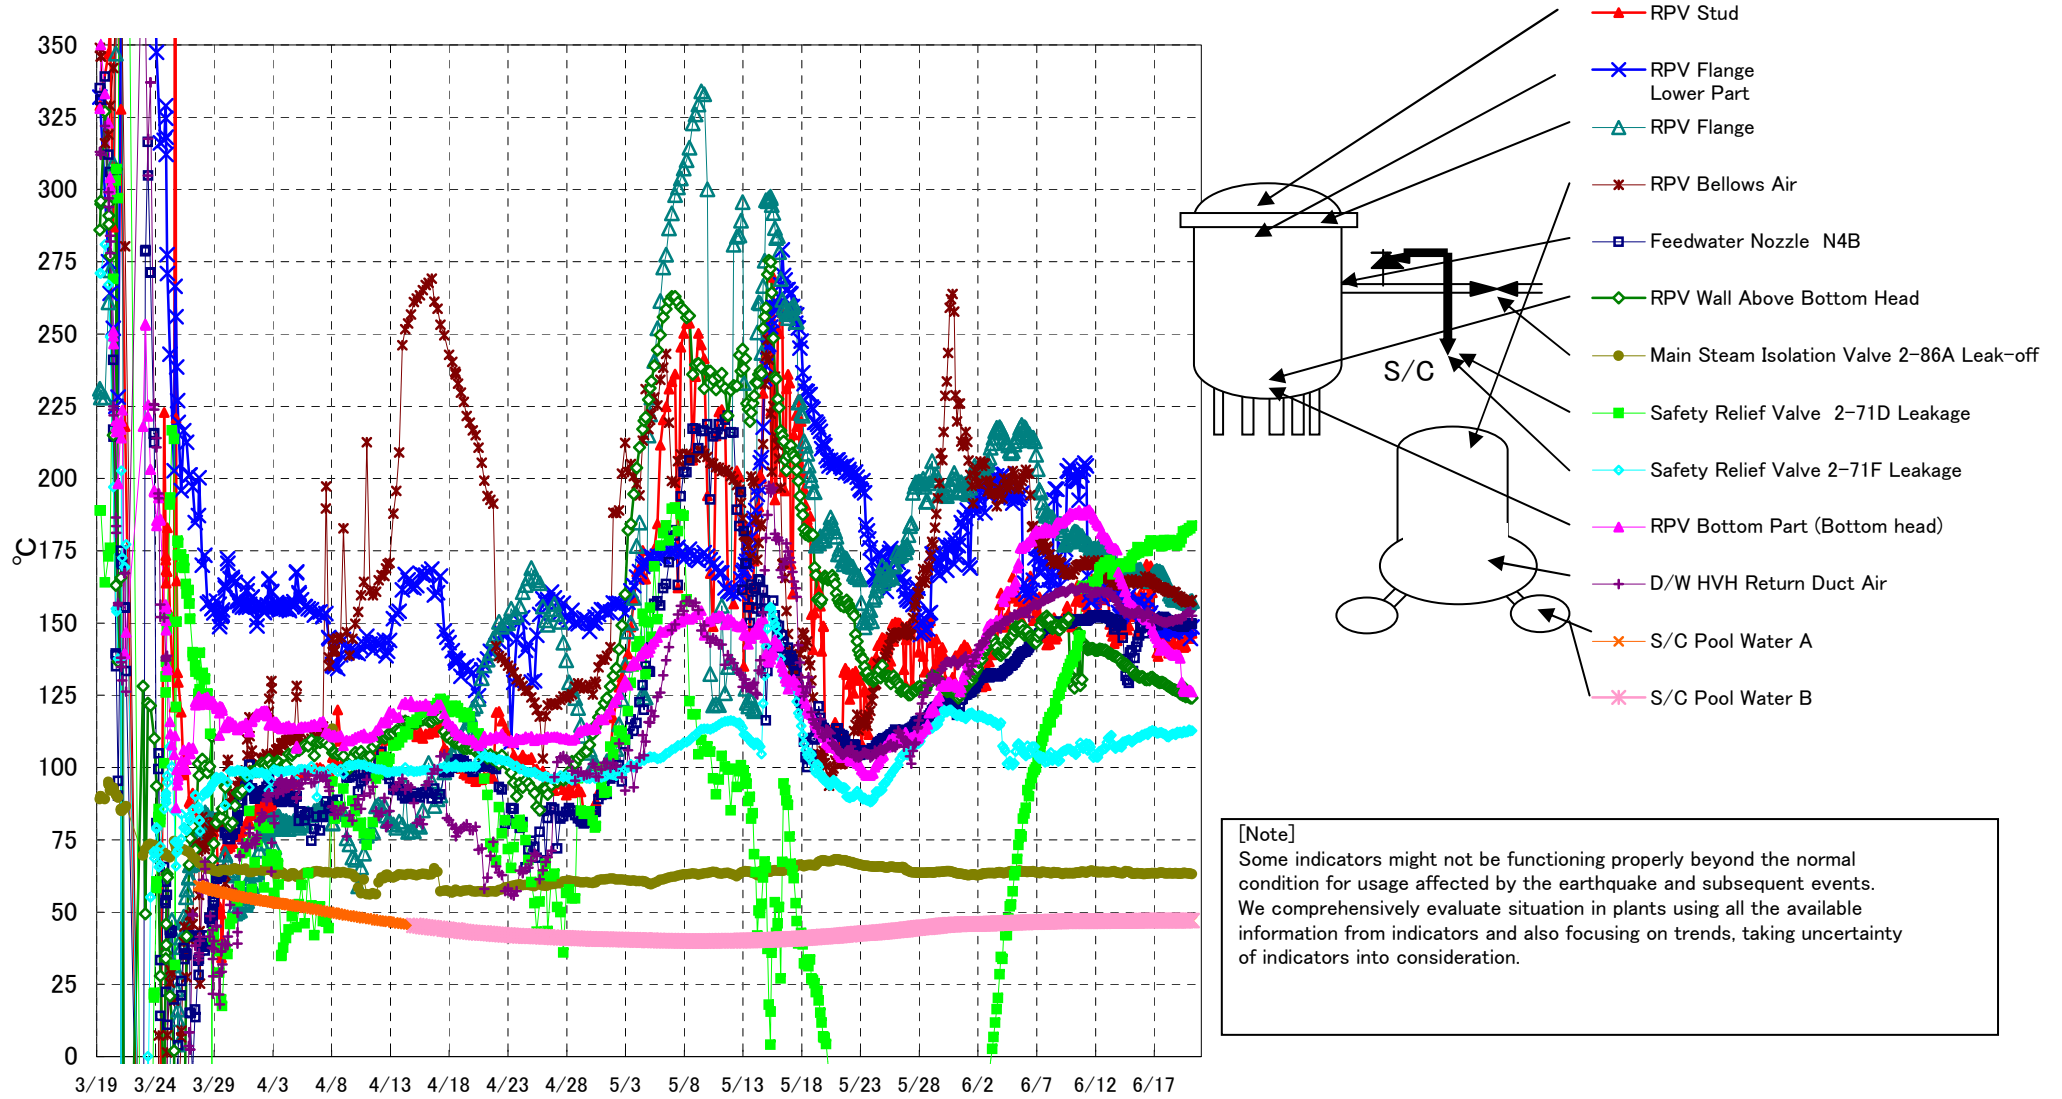 RPV Stud
RPV Flange
Lower Part
RPV Flange
RPV Bellows Air
Feedwater Nozzle N4B
RPV Wall Above Bottom Head
Main Steam Isolation Valve 2-86A Leak-off
Safety Relief Valve 2-71D Leakage
Safety Relief Valve 2-71F Leakage
RPV Bottom Part (Bottom head)
D/W HVH Return Duct Air
S/C Pool Water A
S/C Pool Water B
S/C
℃
350
325
300
275
250
225
200
175
150
125
100
75
50
25
0
3/19 3/24 3/29 4/3 4/8 4/13 4/18 4/23 4/28 5/3 5/8 5/13 5/18 5/23 5/28 6/2 6/7 6/12 6/17
[Note]
Some indicators might not be functioning properly beyond the normal
condition for usage affected by the earthquake and subsequent events.
We comprehensively evaluate situation in plants using all the available
information from indicators and also focusing on trends, taking uncertainty
of indicators into consideration.